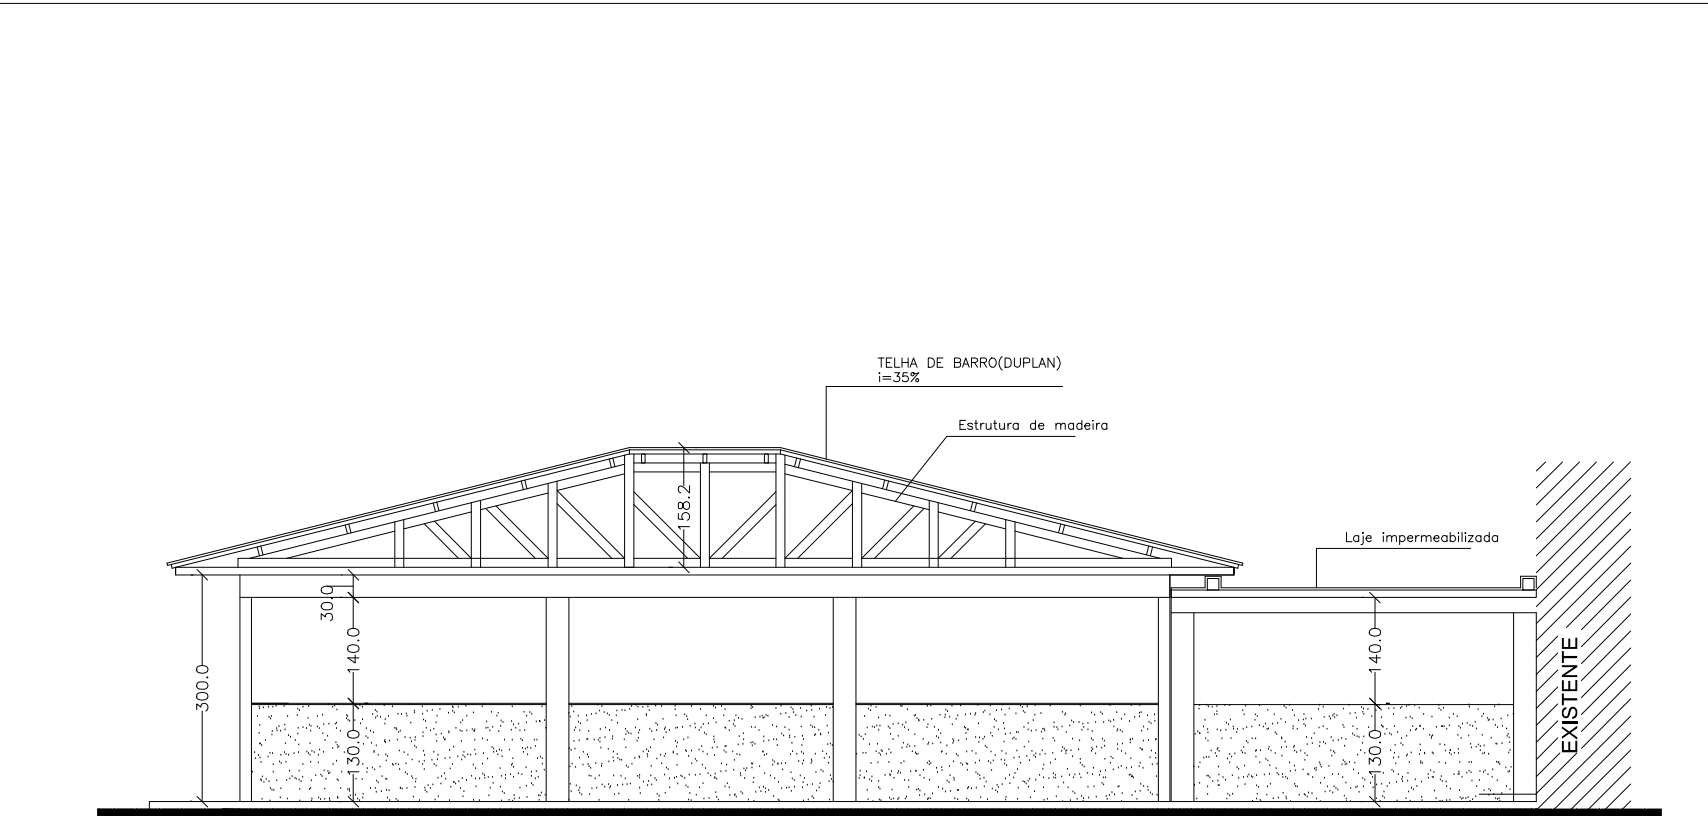 TELHA DE BARRO(DUPLAN)
i=35%
Estrutura de madeira
158.2
Laje impermeabilizada
30.0
140.0
140.0
300.0
EXISTENTE
130.0
130.0